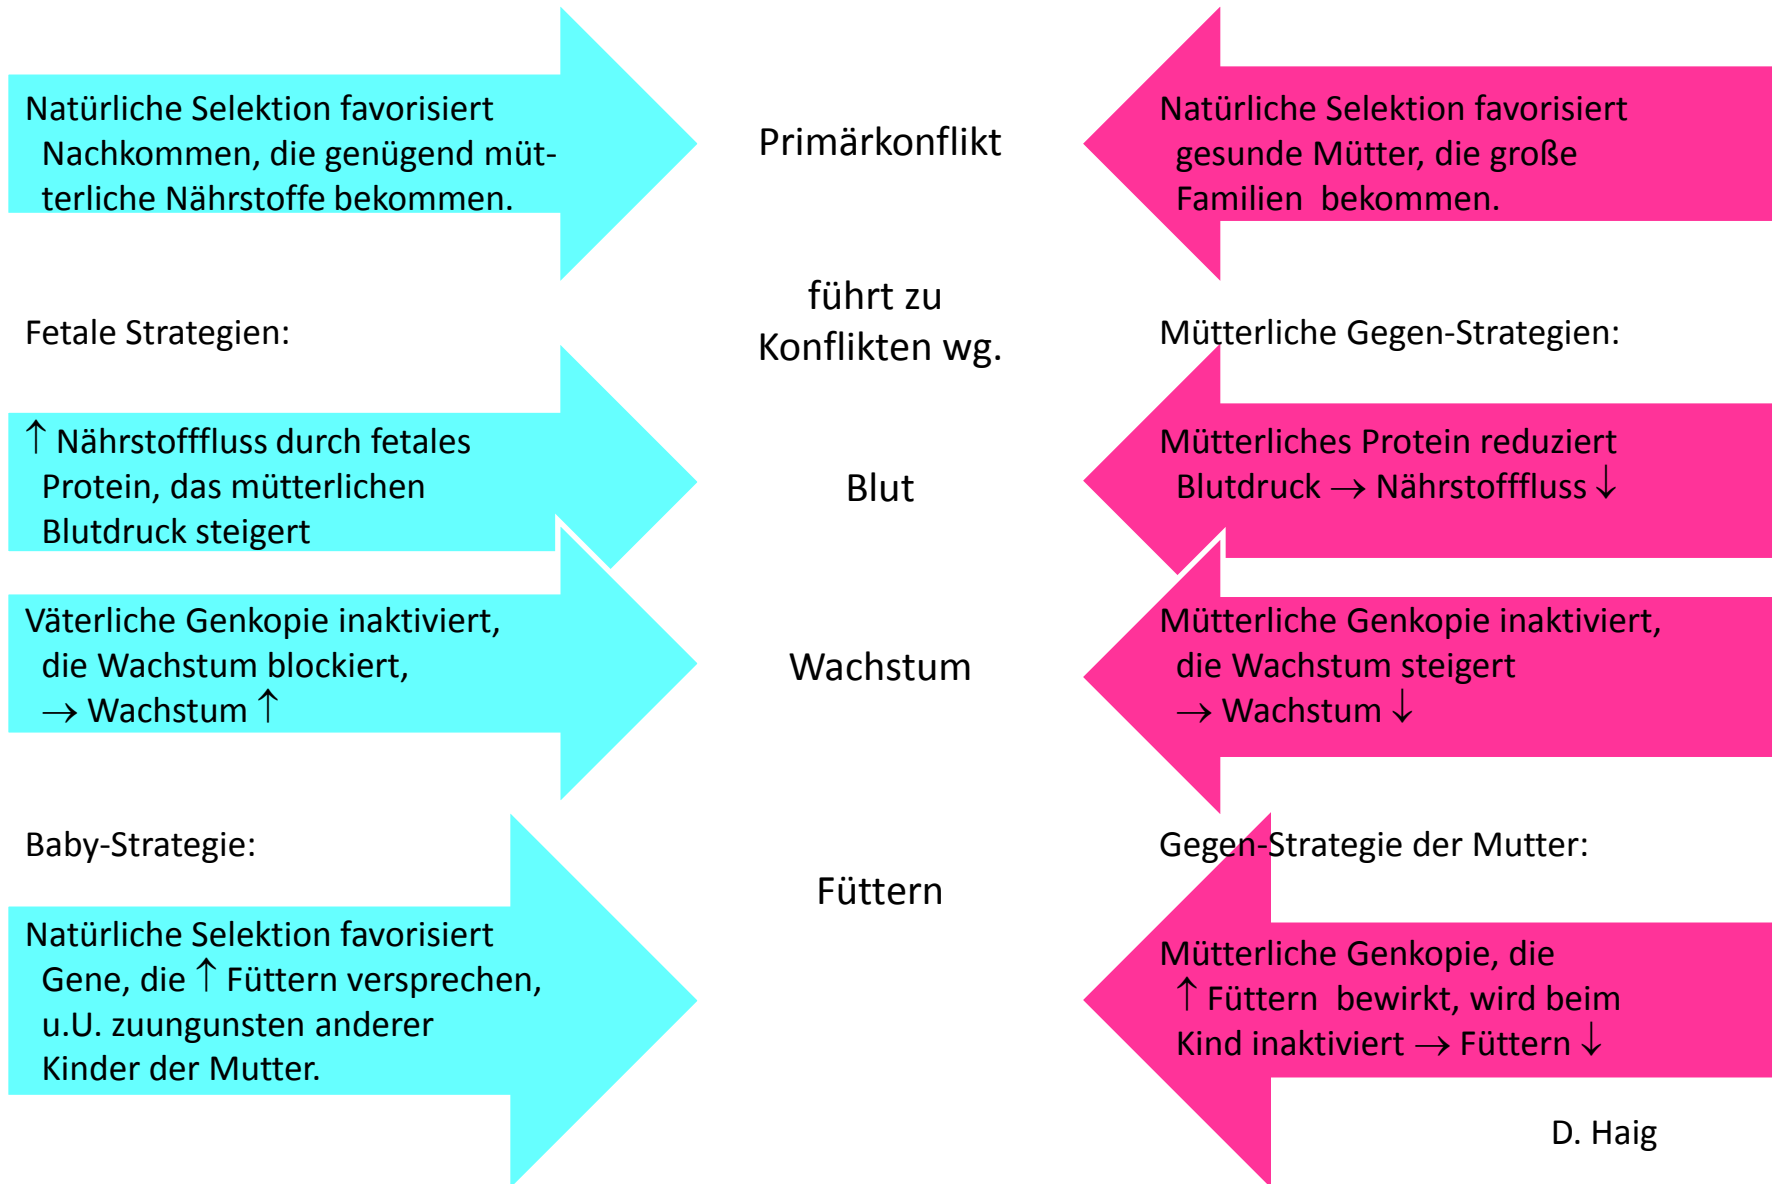 Natürliche Selektion favorisiert
Nachkommen, die genügend müt-
terliche Nährstoffe bekommen.
Primärkonflikt
Natürliche Selektion favorisiert
gesunde Mütter, die große
Familien bekommen.
führt zu
Konflikten wg.
Fetale Strategien:
Mütterliche Gegen-Strategien:
↑ Nährstofffluss durch fetales
Protein, das mütterlichen
Blutdruck steigert
Blut
Mütterliches Protein reduziert
Blutdruck → Nährstofffluss ↓
Väterliche Genkopie inaktiviert,
die Wachstum blockiert,
→ Wachstum ↑
Wachstum
Mütterliche Genkopie inaktiviert,
die Wachstum steigert
→ Wachstum ↓
Baby-Strategie:
Gegen-Strategie der Mutter:
Füttern
Natürliche Selektion favorisiert
Gene, die ↑ Füttern versprechen,
u.U. zuungunsten anderer
Kinder der Mutter.
Mütterliche Genkopie, die
↑ Füttern bewirkt, wird beim
Kind inaktiviert → Füttern ↓
D. Haig